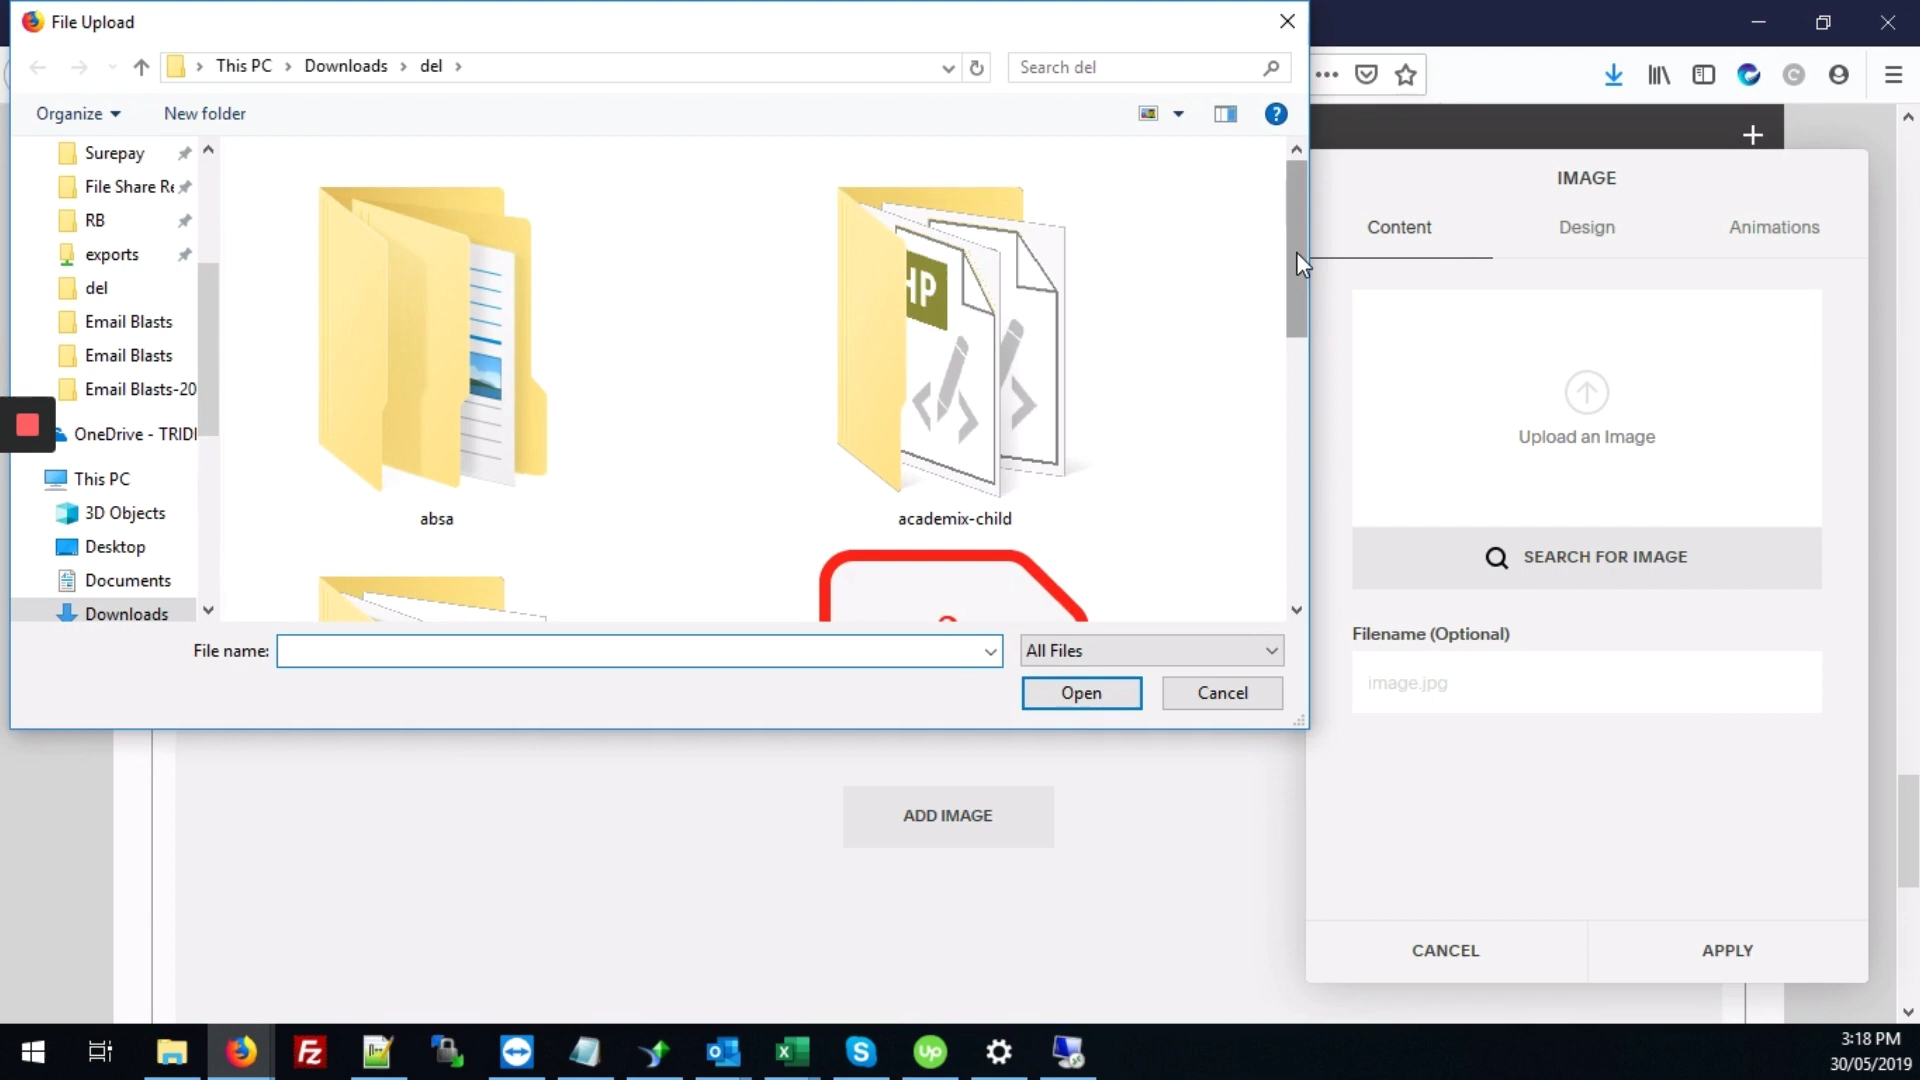 File Upload
This PC
Downloads
del
Search del
Organize
New folder
Surepay
File Share Re
RB
exports
del
Email Blasts
Email Blasts
Email Blasts-20
OneDrive - TRIDI
This PC
3D Objects
Desktop
Documents
Downloads
HP
absa
academix-child
File name:
All Files
Open
Cancel
IMAGE
Content
Design
Animations
Upload an Image
SEARCH FOR IMAGE
Filename (Optional)
image.jpg
ADD IMAGE
CANCEL
APPLY
3:18 PM
30/05/2019